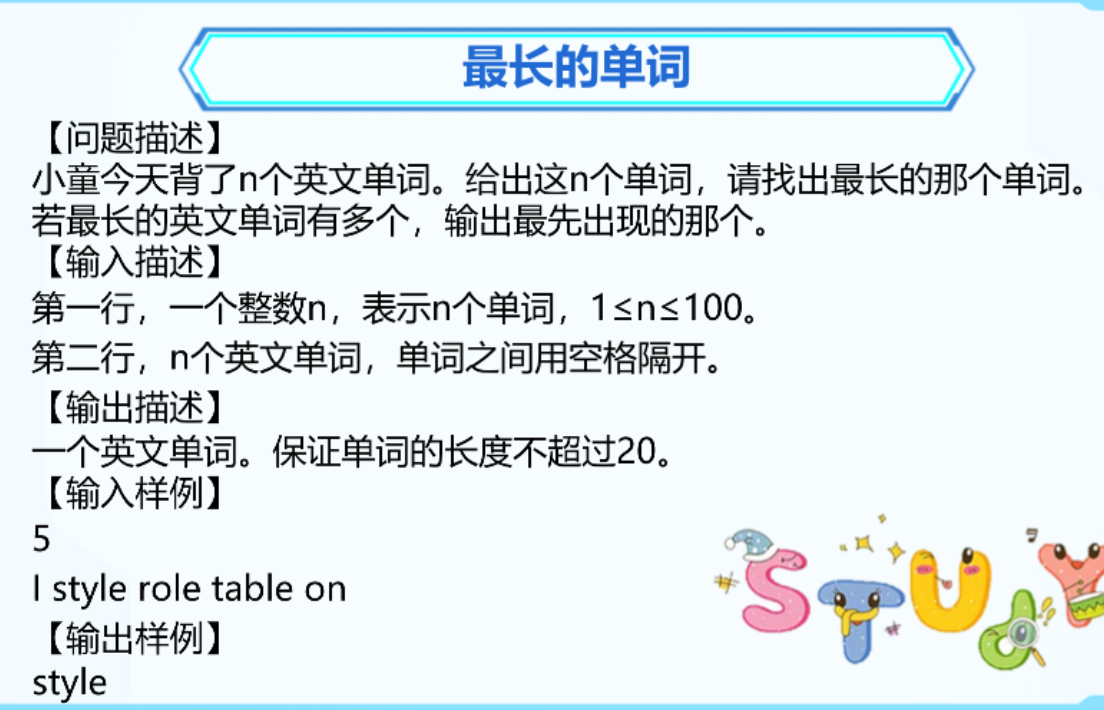 最长的单词
【问题描述】
小童今天背了n个英文单词。给出这n个单词，请找出最长的那个单词。
若最长的英文单词有多个，输出最先出现的那个。
【输入描述】
第一行，一个整数n，表示n个单词，1≤n≤100。
第二行，n个英文单词，单词之间用空格隔开。
【输出描述】
一个英文单词。保证单词的长度不超过20。
【输入样例】
5
I style role table on
【输出样例】
style
STUdY